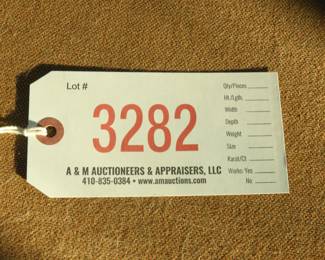 Lot #
3282
A & M AUCTIONEERS & APPRAISERS, LLC
410-835-0384 • www.amauctions.com
Qty/Pieces
Ht./Lgth.
Width
Depth
Weight
Size
Karat/Ct
Works Yes
No